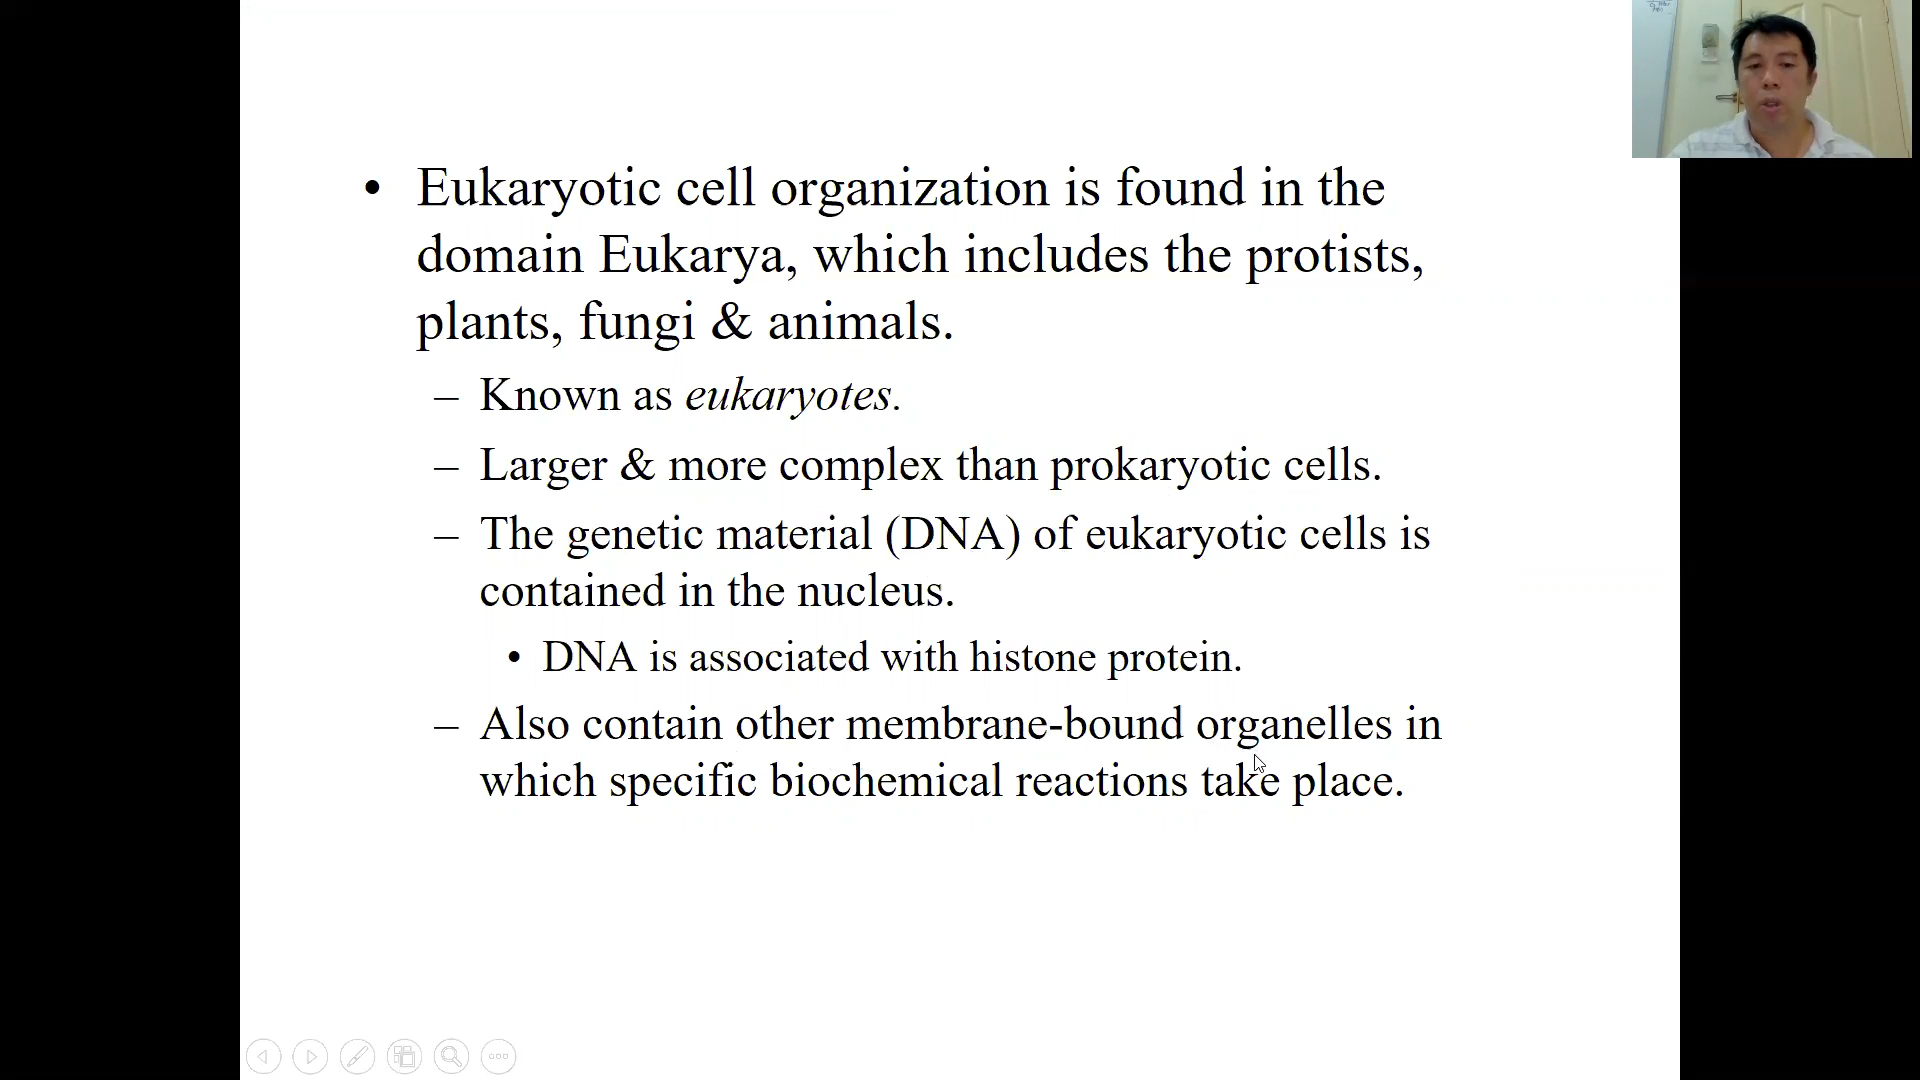 • Eukaryotic cell organization is found in the
domain Eukarya, which includes the protists,
plants, fungi & animals.
– Known as eukaryotes.
– Larger & more complex than prokaryotic cells.
– The genetic material (DNA) of eukaryotic cells is
contained in the nucleus.
• DNA is associated with histone protein.
– Also contain other membrane-bound organelles in
which specific biochemical reactions take place.